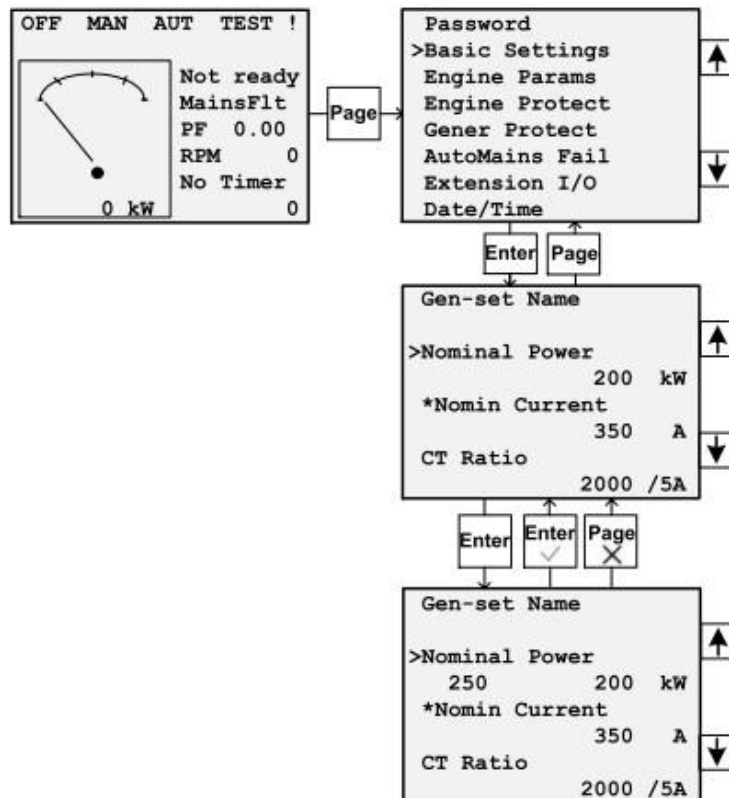 OFF MAN AUT TEST !
Not ready
MainsFlt
PF 0.00
RPM 0
No Timer
0 kW 0
Page
Password
>Basic Settings
Engine Params
Engine Protect
Gener Protect
AutoMains Fail
Extension I/O
Date/Time
Enter Page
Gen-set Name
>Nominal Power
200 kW
*Nomin Current
350 A
CT Ratio
2000 /5A
Enter Enter Page
Gen-set Name
>Nominal Power
250 200 kW
*Nomin Current
350 A
CT Ratio
2000 /5A